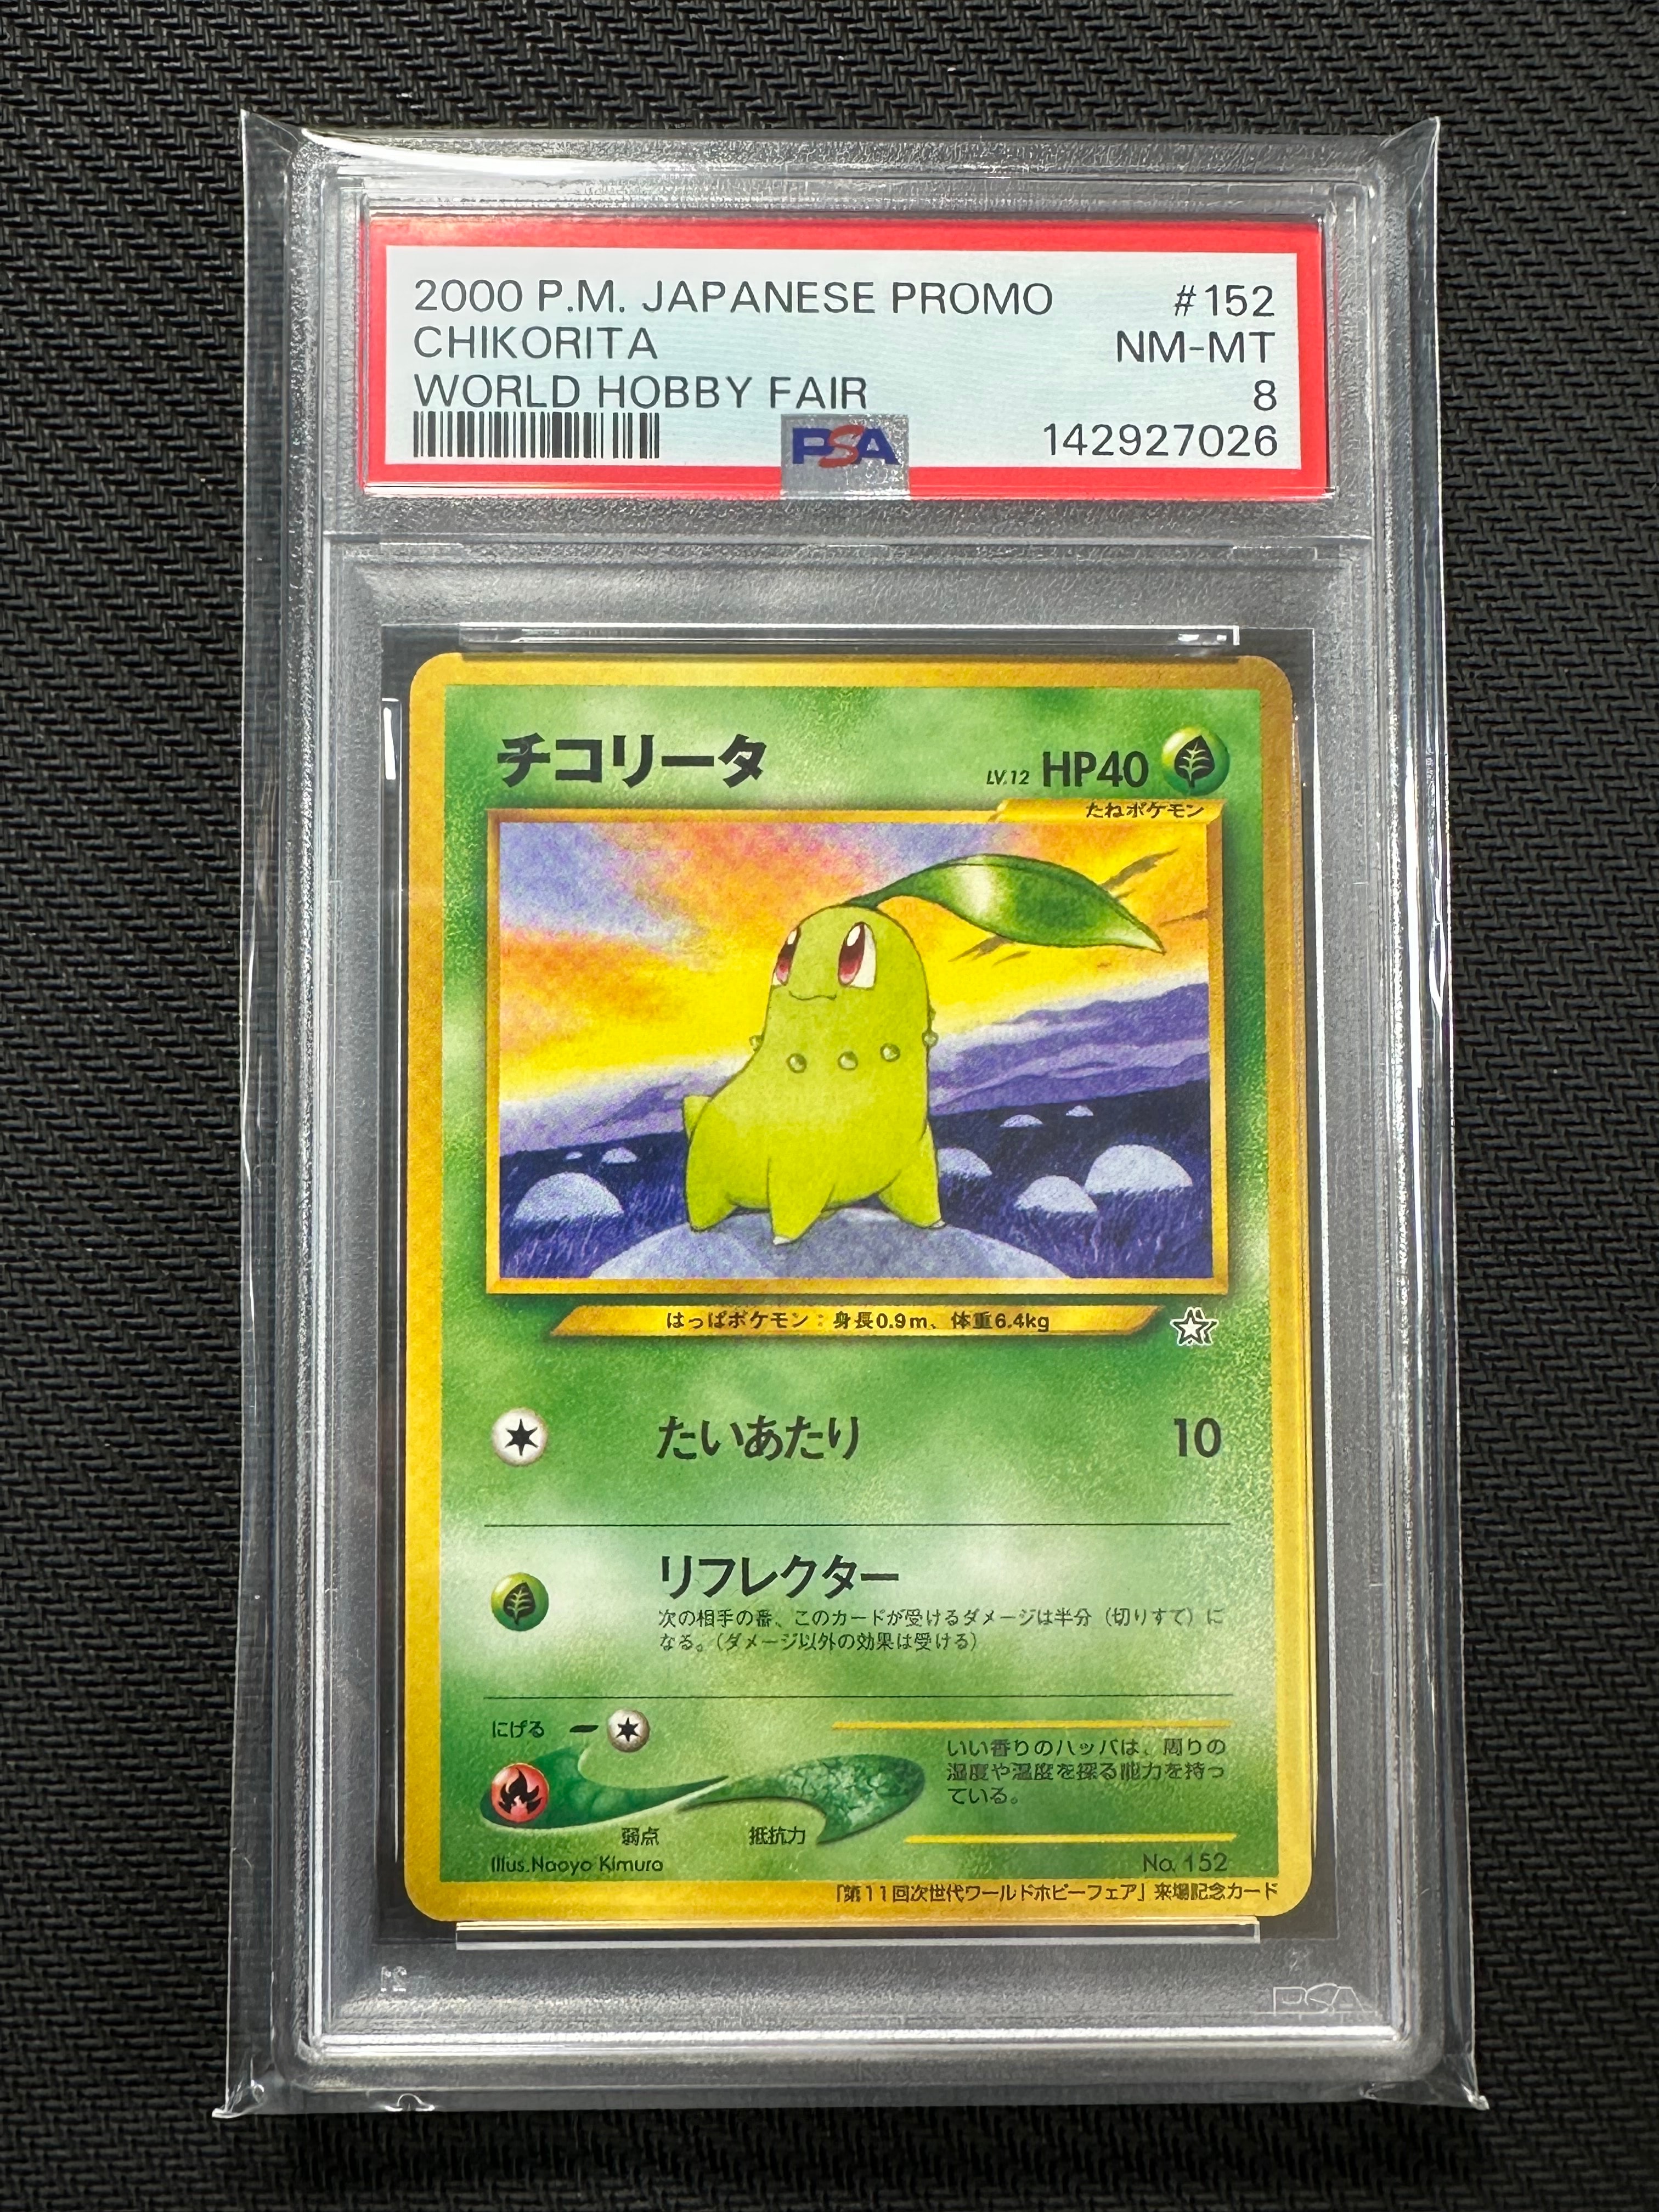 2000 P.M. JAPANESE PROMO #152
CHIKORITA NM-MT
WORLD HOBBY FAIR 8
PSA 142927026
チコリータ LV.12 HP40
たねポケモン
はっぱポケモン：身長0.9m、体重6.4kg
たいあたり 10
リフレクター
次の相手の番、このカードが受けるダメージは半分（切りすて）に
なる。（ダメージ以外の効果は受ける）
にげる
いい香りのハッパは、周りの
湿度や温度を探る能力を持っ
ている。
弱点 抵抗力
Illus.Naoyo Kimura No. 152
「第11回次世代ワールドホビーフェア」来場記念カード
PSA